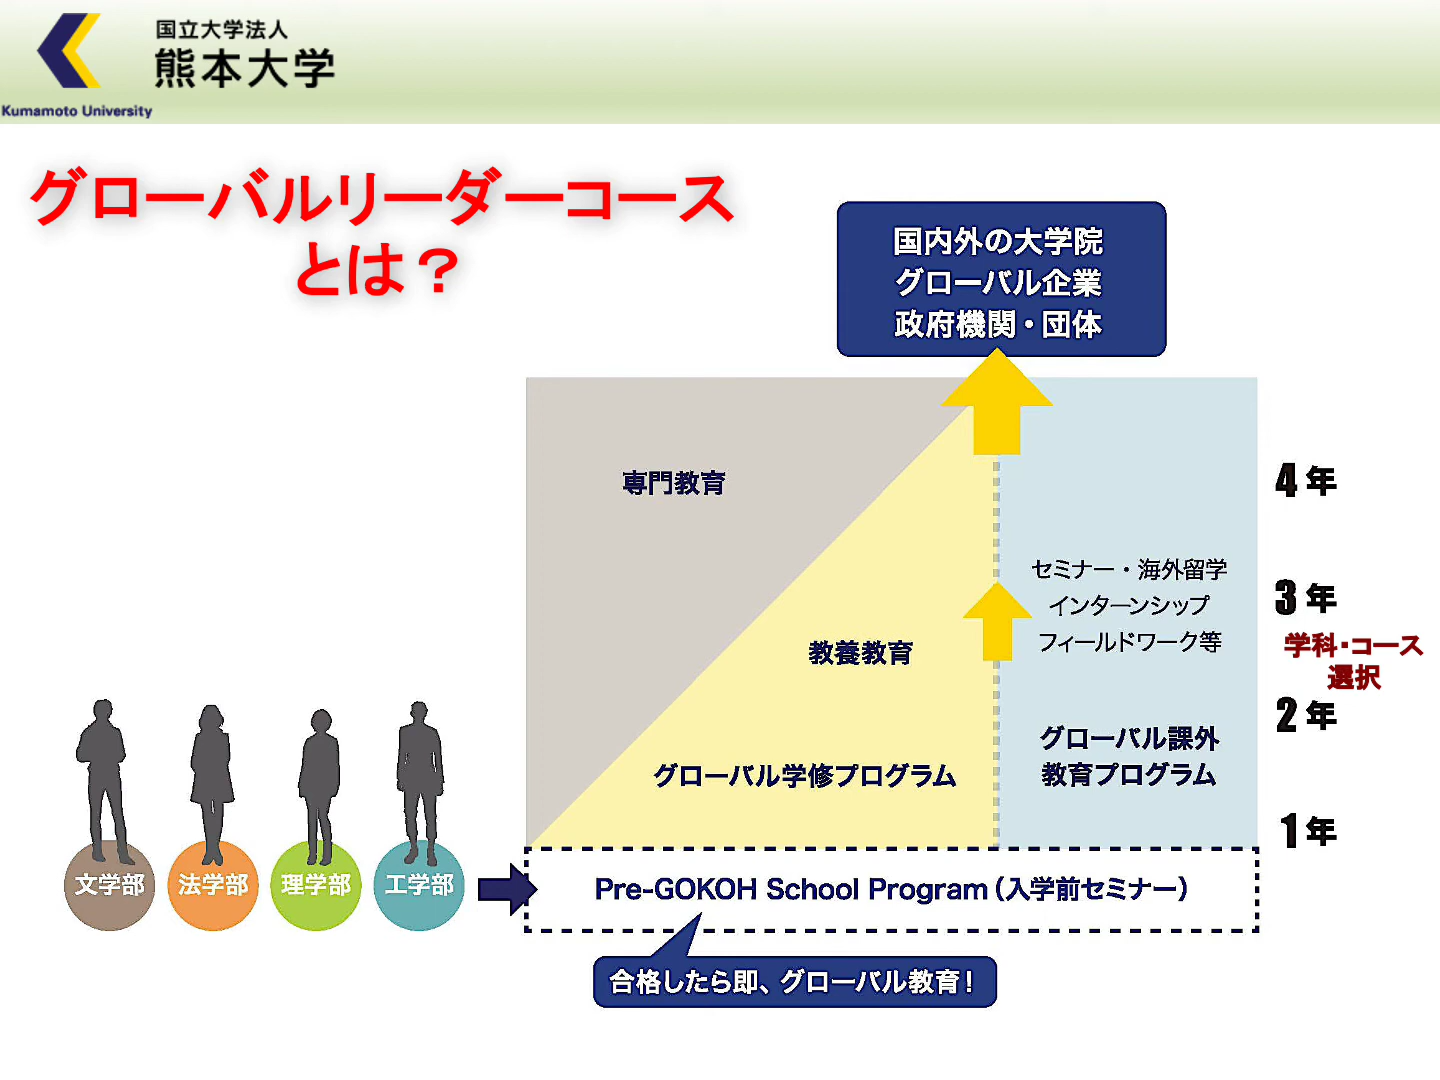 国立大学法人
熊本大学
Kumamoto University
グローバルリーダーコース
とは？
国内外の大学院
グローバル企業
政府機関・団体
専門教育
4年
セミナー・海外留学
インターンシップ
フィールドワーク等
3年
教養教育
学科・コース
選択
2年
グローバル課外
教育プログラム
グローバル学修プログラム
1年
文学部
法学部
理学部
工学部
Pre-GOKOH School Program（入学前セミナー）
合格したら即、グローバル教育！